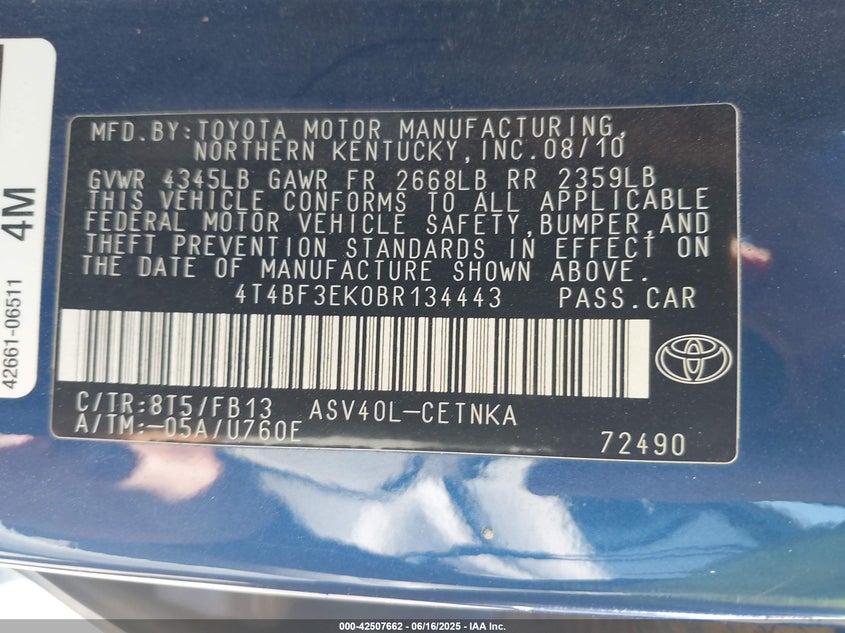 MFD.BY:TOYOTA MOTOR MANUFACTURING,
NORTHERN KENTUCKY,INC.08/10
GVWR 4345LB GAWR FR 2668LB RR 2359LB
THIS VEHICLE CONFORMS TO ALL APPLICABLE
FEDERAL MOTOR VEHICLE SAFETY,BUMPER,AND
THEFT PREVENTION STANDARDS IN EFFECT ON
THE DATE OF MANUFACTURE SHOWN ABOVE.
4T4BF3EK0BR134443 PASS.CAR
C/TR:8T5/FB13 ASV40L-CETNKA
A/TM:-05A/U760E
72490
4M
42661-06511
000-42507662 - 06/16/2025 - IAA Inc.